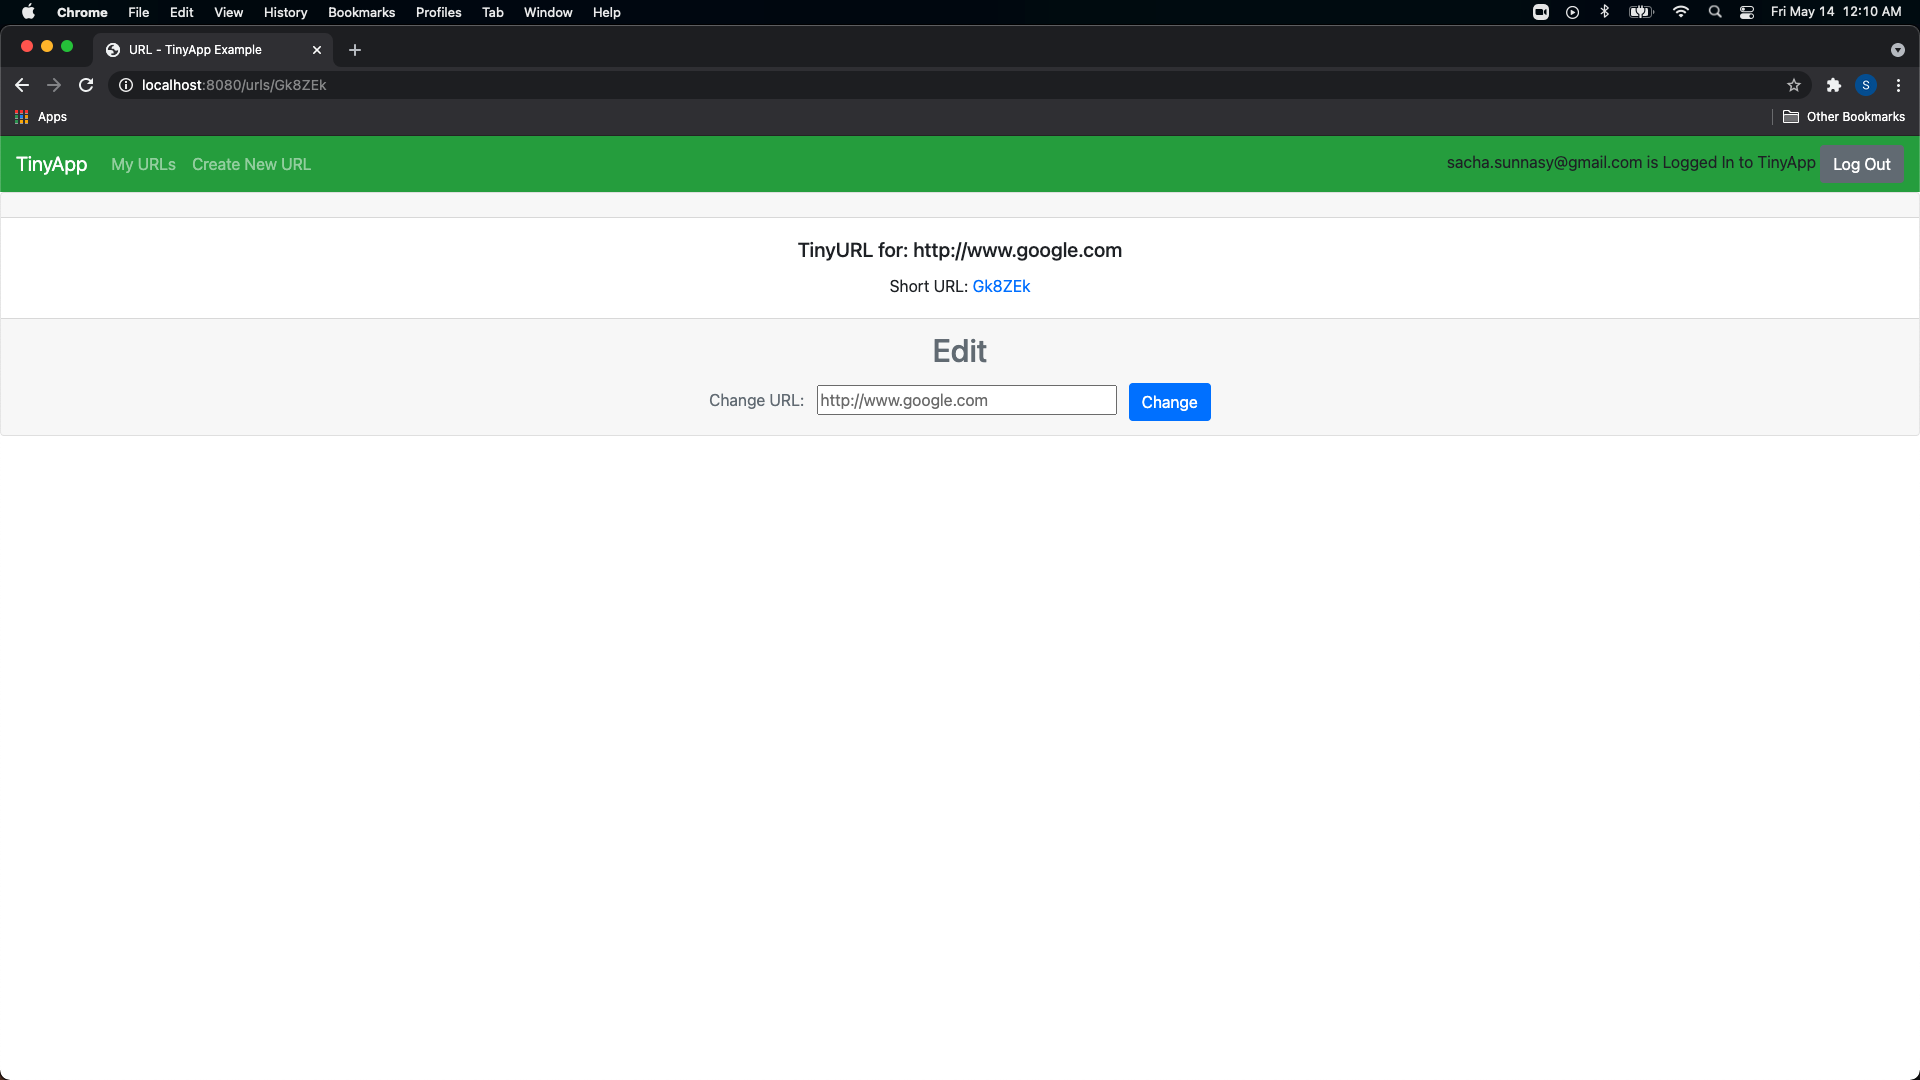 Chrome File Edit View History Bookmarks Profiles Tab Window Help Fri May 14 12:10 AM
URL - TinyApp Example
localhost:8080/urls/Gk8ZEk S
Apps Other Bookmarks
TinyApp My URLs Create New URL sacha.sunnasy@gmail.com is Logged In to TinyApp Log Out
TinyURL for: http://www.google.com
Short URL: Gk8ZEk
Edit
Change URL: http://www.google.com Change